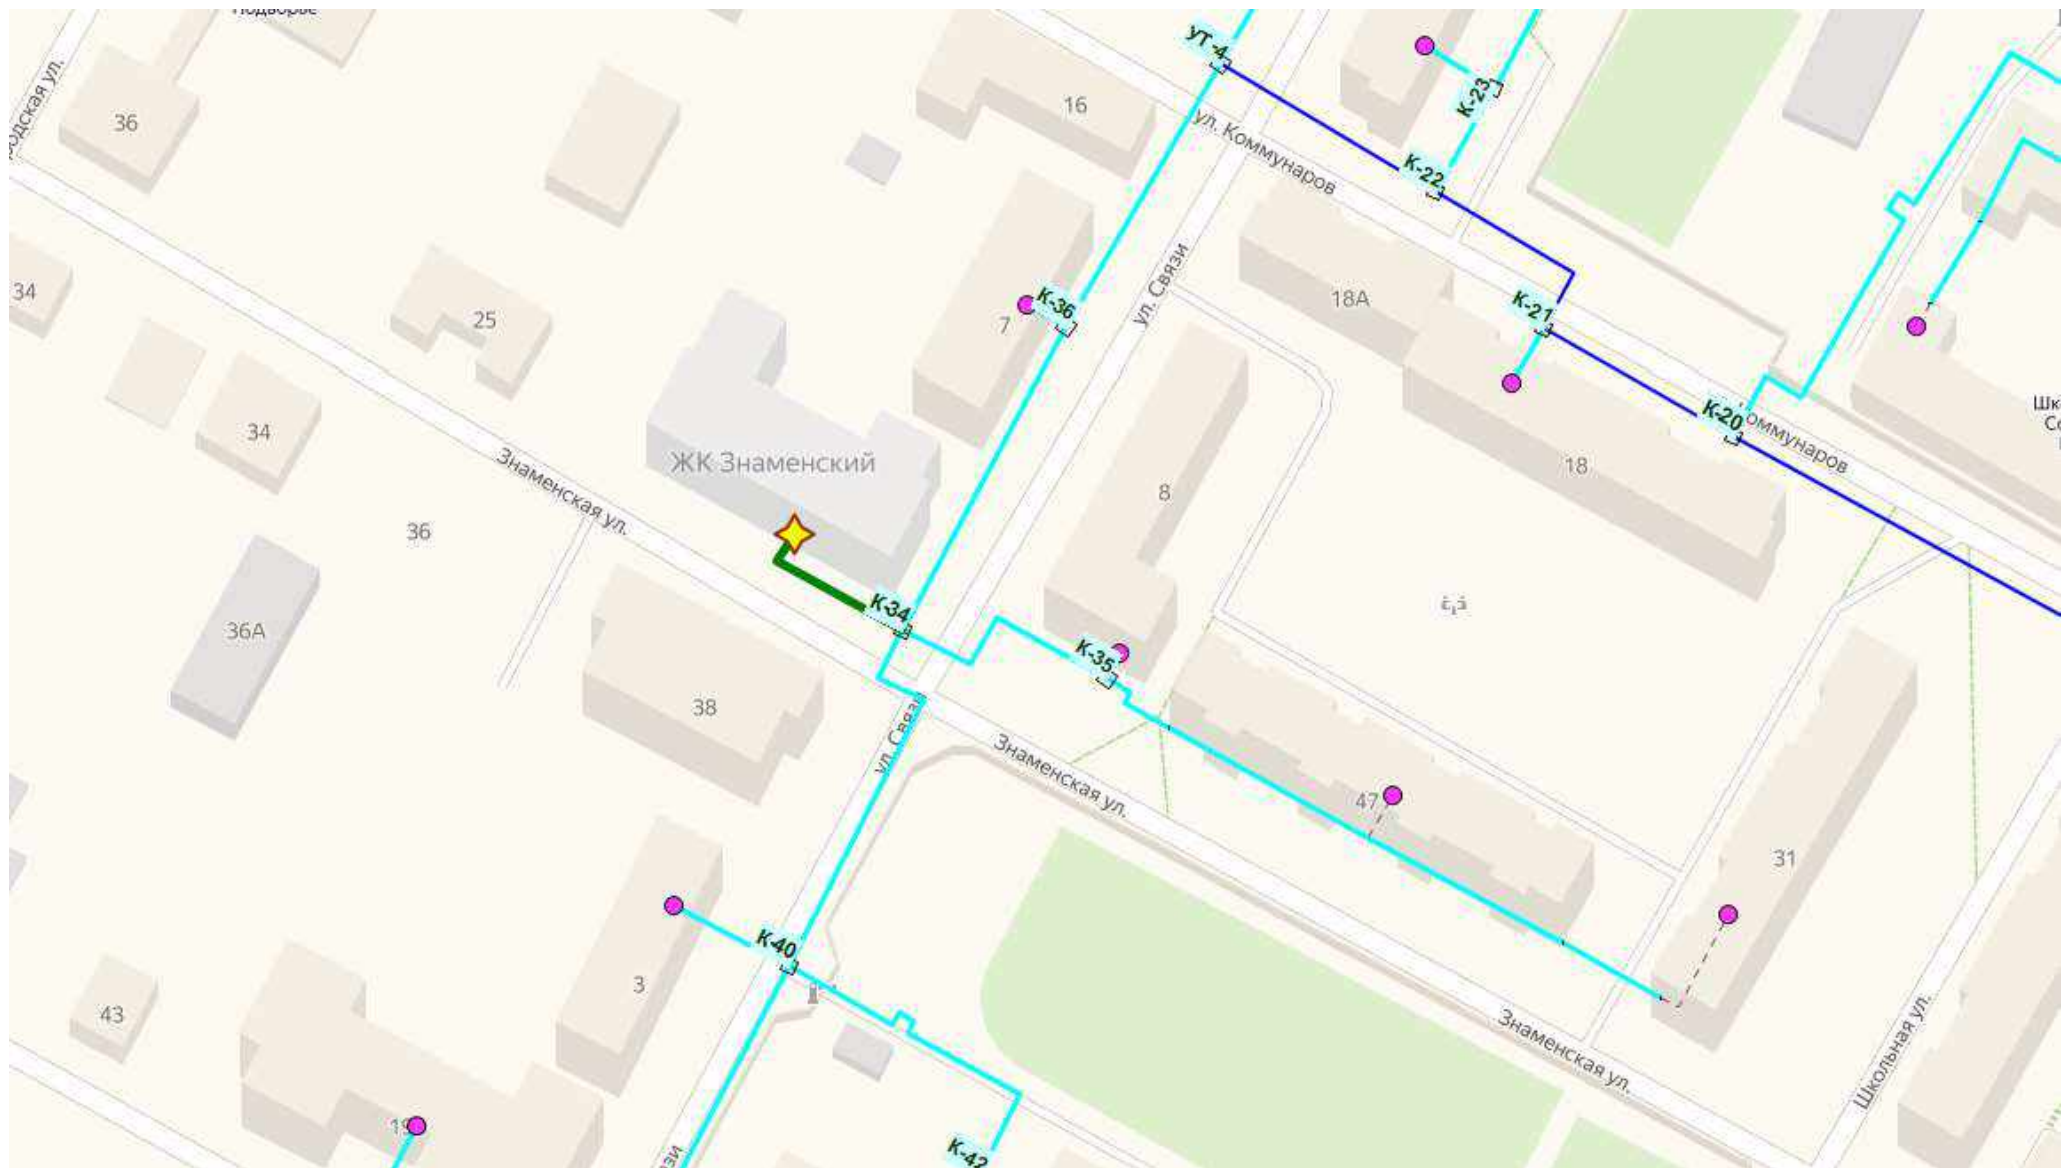 Подворье
УТ-4
К-23
16
36
ул. Коммунаров
К-22
34
25
К-36
7
ул. Связи
18А
К-21
34
К-20
Коммунаров
ЖК Знаменский
Знаменская ул.
8
18
36
К-34
36А
К-35
38
ул. Связи
Знаменская ул.
47
31
К-40
3
43
Знаменская ул.
Школьная ул.
К-42